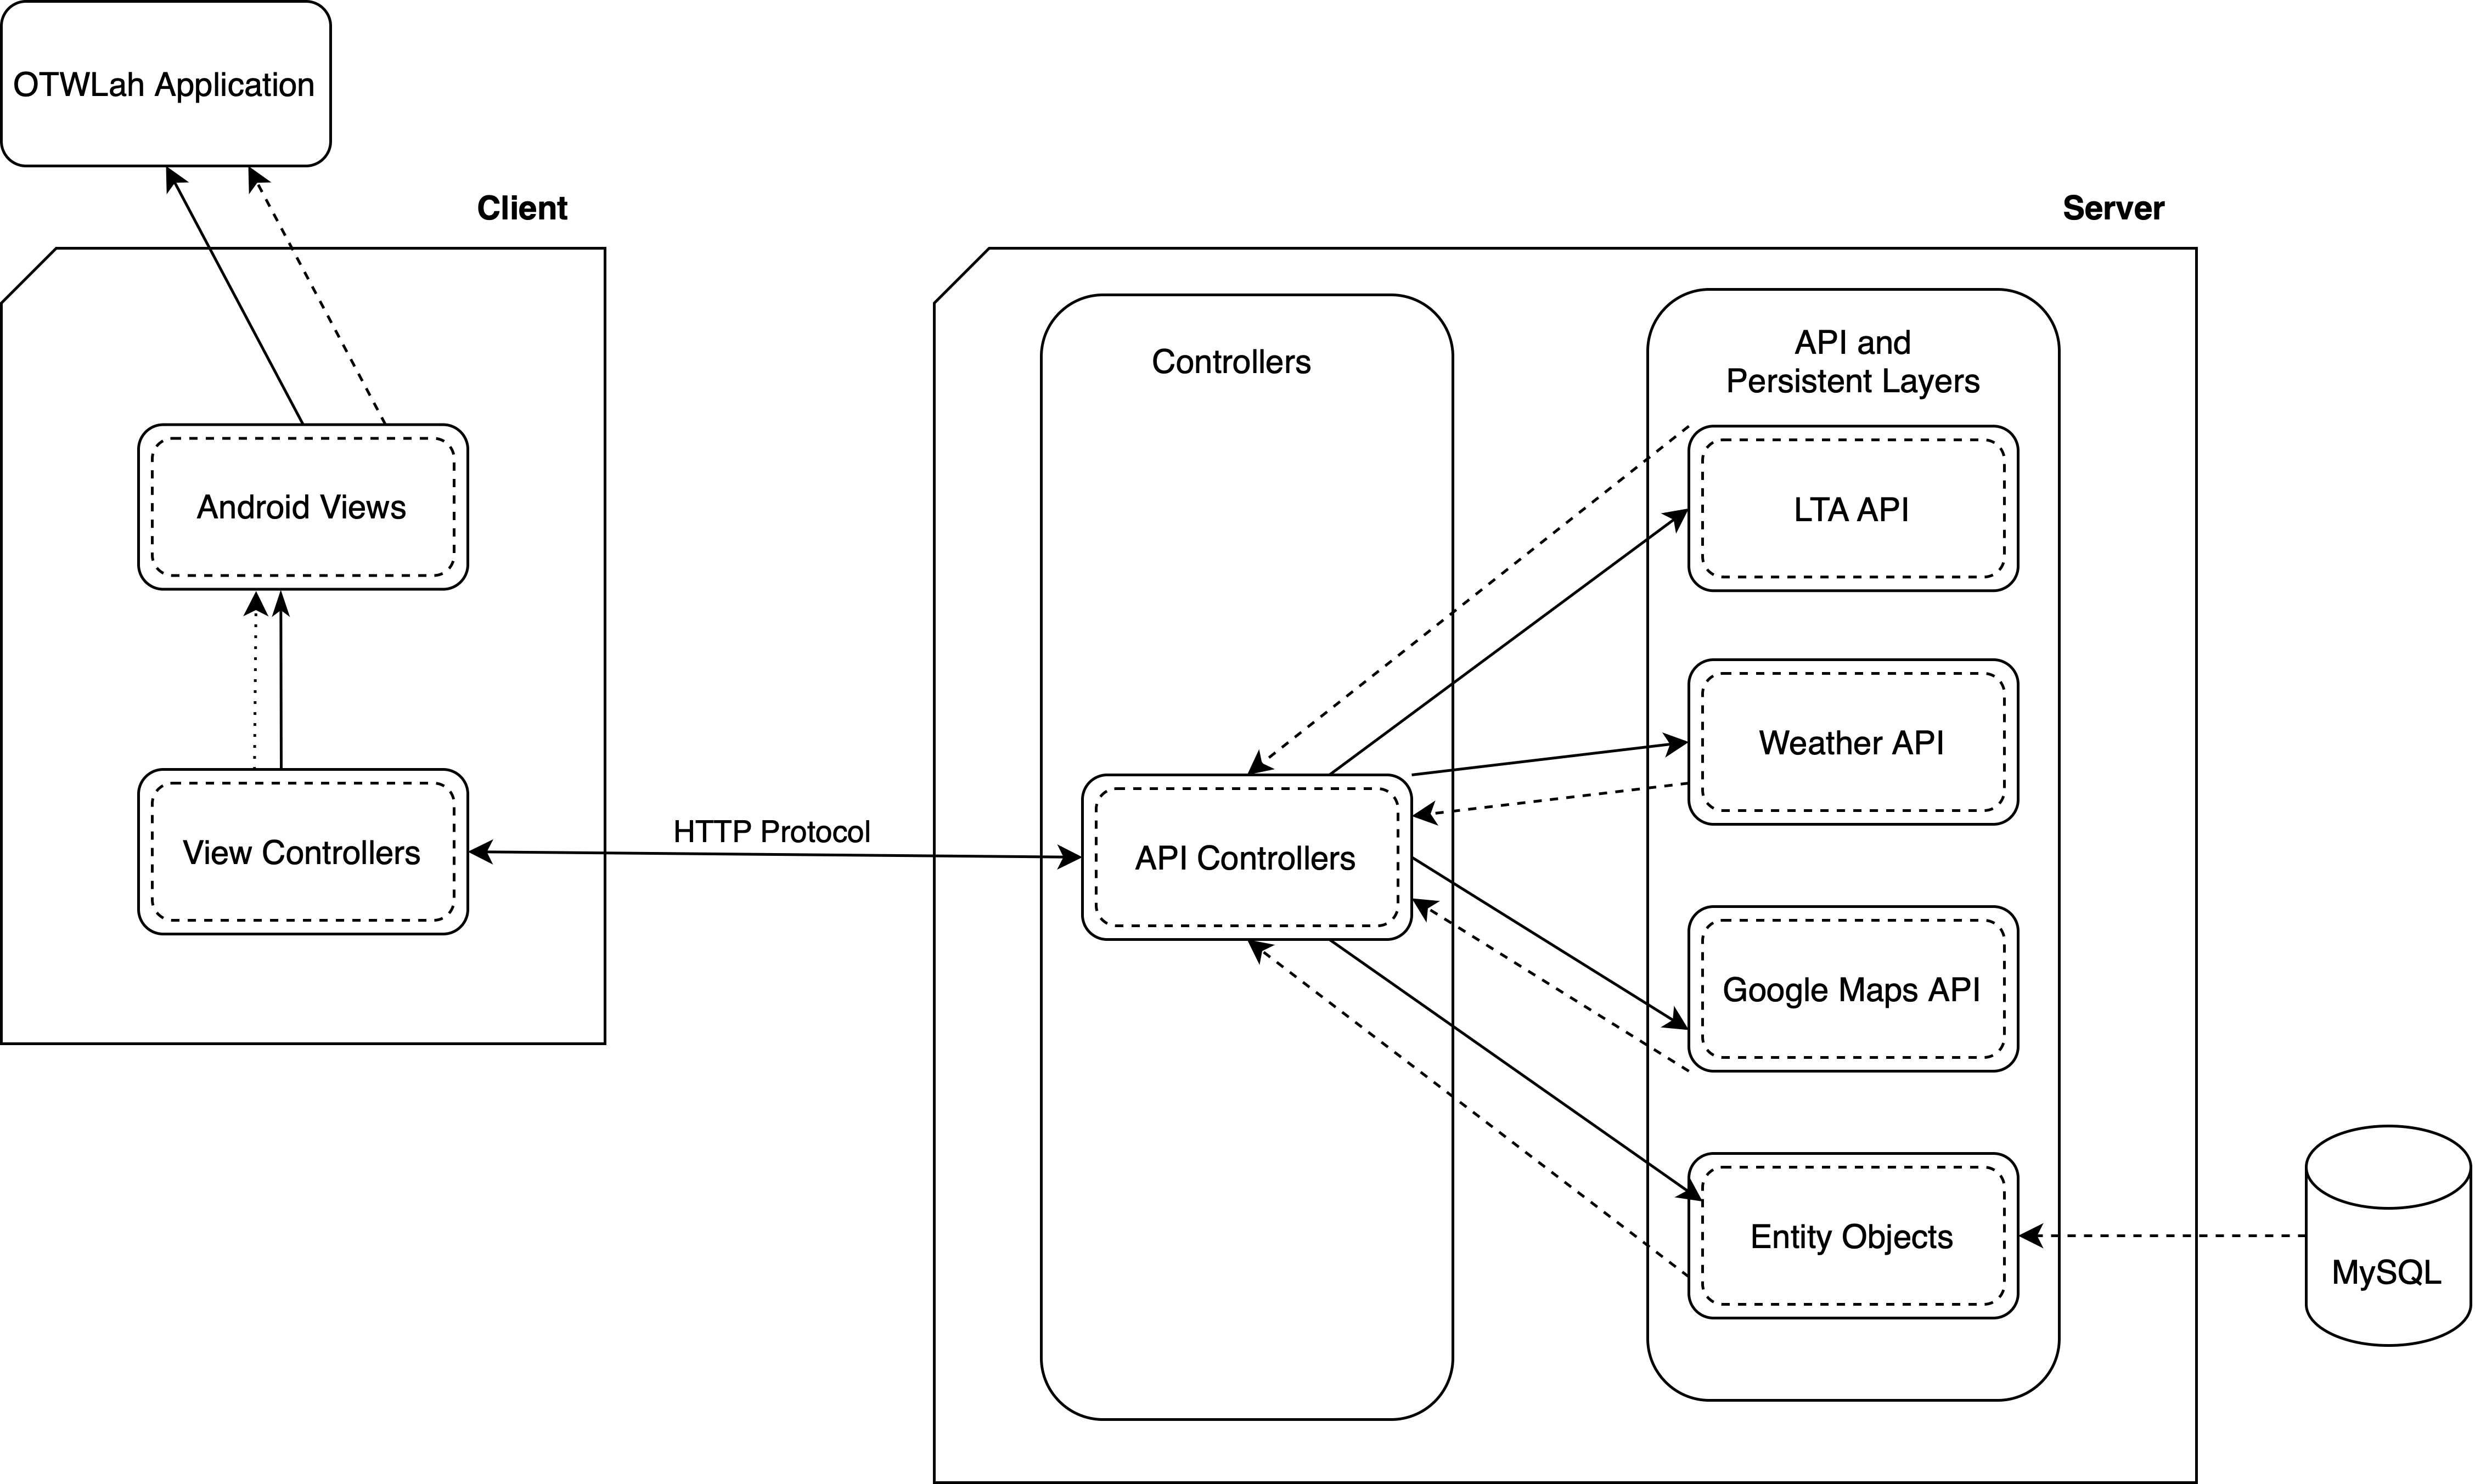 OTWLah Application
Client
Android Views
View Controllers
HTTP Protocol
Server
Controllers
API Controllers
API and
Persistent Layers
LTA API
Weather API
Google Maps API
Entity Objects
MySQL